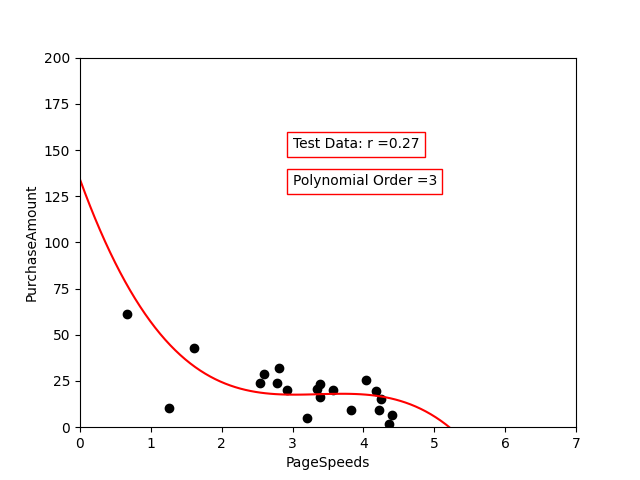 200
175
150
125
100
75
50
25
0
PurchaseAmount
Test Data: r =0.27
Polynomial Order =3
0 1 2 3 4 5 6 7
PageSpeeds